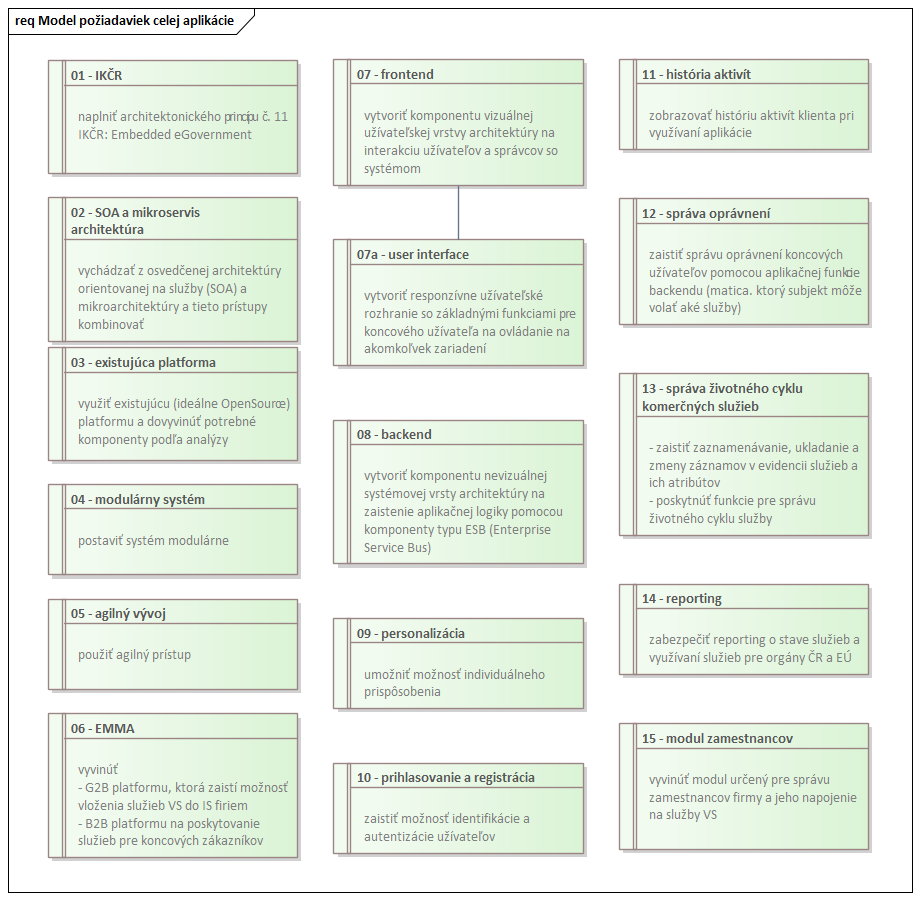 req Model požiadaviek celej aplikácie
01 - IKČR
naplniť architektonického princípu č. 11
IKČR: Embedded eGovernment
02 - SOA a mikroservis
architektúra
vychádzať z osvedčenej architektúry
orientovanej na služby (SOA) a
mikroarchitektúry a tieto prístupy
kombinovať
03 - existujúca platforma
využiť existujúcu (ideálne OpenSource)
platformu a dovyvinúť potrebné
komponenty podľa analýzy
04 - modulárny systém
postaviť systém modulárne
05 - agilný vývoj
použiť agilný prístup
06 - EMMA
vyvinúť
- G2B platformu, ktorá zaistí možnosť
vloženia služieb VS do IS firiem
- B2B platformu na poskytovanie
služieb pre koncových zákazníkov
07 - frontend
vytvoriť komponentu vizuálnej
užívateľskej vrstvy architektúry na
interakciu užívateľov a správcov so
systémom
07a - user interface
vytvoriť responzívne užívateľské
rozhranie so základnými funkciami pre
koncového užívateľa na ovládanie na
akomkoľvek zariadení
08 - backend
vytvoriť komponentu nevizuálnej
systémovej vrsty architektúry na
zaistenie aplikačnej logiky pomocou
komponenty typu ESB (Enterprise
Service Bus)
09 - personalizácia
umožniť možnosť individuálneho
prispôsobenia
10 - prihlasovanie a registrácia
zaistiť možnosť identifikácie a
autentizácie užívateľov
11 - história aktivít
zobrazovať históriu aktivít klienta pri
využívaní aplikácie
12 - správa oprávnení
zaistiť správu oprávnení koncových
užívateľov pomocou aplikačnej funkcie
backendu (matica. ktorý subjekt môže
volať aké služby)
13 - správa životného cyklu
komerčných služieb
- zaistiť zaznamenávanie, ukladanie a
zmeny záznamov v evidencii služieb a
ich atribútov
- poskytnúť funkcie pre správu
životného cyklu služby
14 - reporting
zabezpečiť reporting o stave služieb a
využívaní služieb pre orgány ČR a EÚ
15 - modul zamestnancov
vyvinúť modul určený pre správu
zamestnancov firmy a jeho napojenie
na služby VS